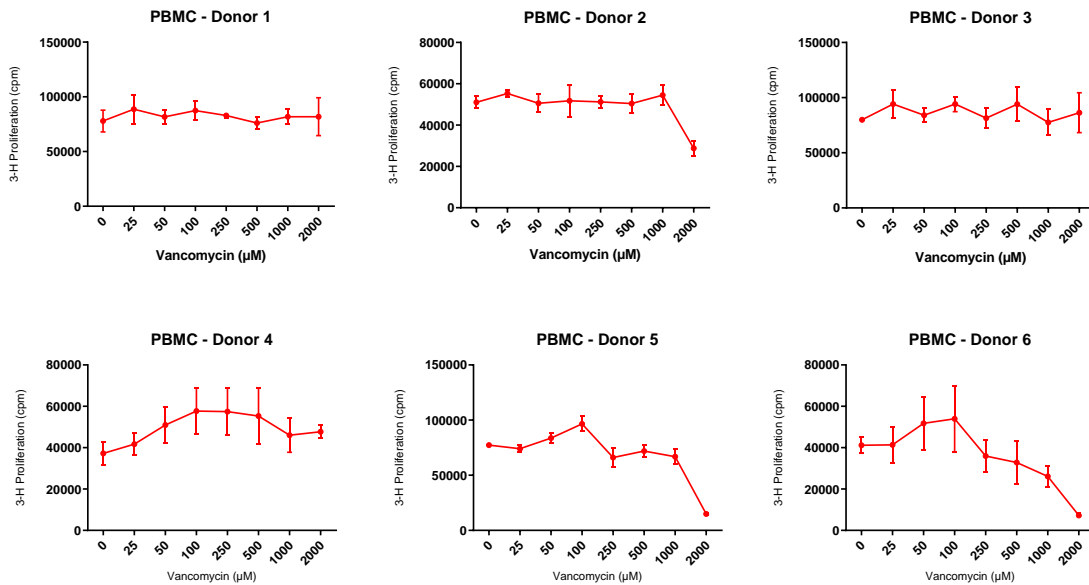 PBMC - Donor 1
3-H Proliferation (cpm)
150000
100000
50000
0
0 25 50 100 250 500 1000 2000
Vancomycin (µM)
PBMC - Donor 2
3-H Proliferation (cpm)
80000
60000
40000
20000
0
0 25 50 100 250 500 1000 2000
Vancomycin (µM)
PBMC - Donor 3
3-H Proliferation (cpm)
150000
100000
50000
0
0 25 50 100 250 500 1000 2000
Vancomycin (µM)
PBMC - Donor 4
3-H Proliferation (cpm)
80000
60000
40000
20000
0
0 25 50 100 250 500 1000 2000
Vancomycin (µM)
PBMC - Donor 5
3-H Proliferation (cpm)
150000
100000
50000
0
0 25 50 100 250 500 1000 2000
Vancomycin (µM)
PBMC - Donor 6
3-H Proliferation (cpm)
80000
60000
40000
20000
0
0 25 50 100 250 500 1000 2000
Vancomycin (µM)